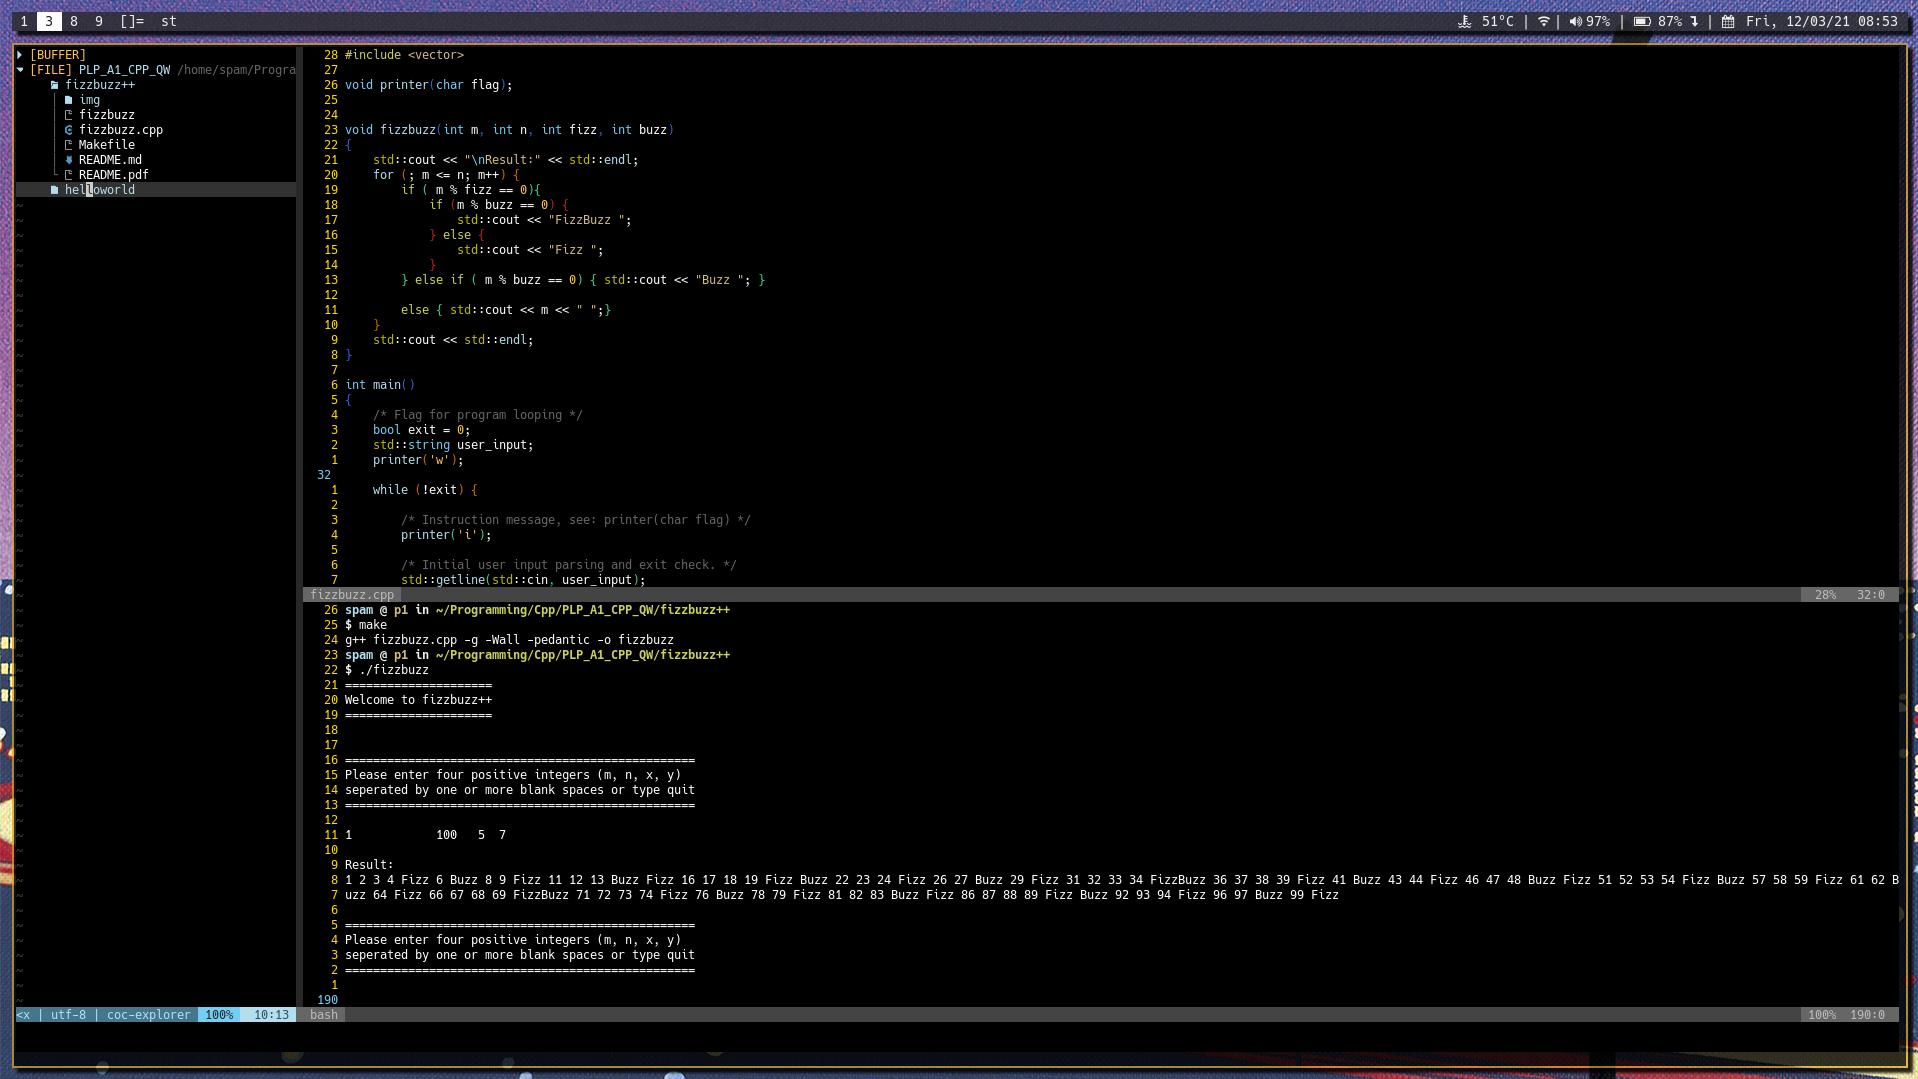 1 3 8 9 []= st 51°C | | 97% | 87% | Fri, 12/03/21 08:53
[BUFFER]
[FILE] PLP_A1_CPP_QW /home/spam/Progra
fizzbuzz++
img
fizzbuzz
fizzbuzz.cpp
Makefile
README.md
README.pdf
helloworld
28 #include <vector>
27
26 void printer(char flag);
25
24
23 void fizzbuzz(int m, int n, int fizz, int buzz)
22 {
21     std::cout << "\nResult:" << std::endl;
20     for (; m <= n; m++) {
19         if ( m % fizz == 0){
18             if (m % buzz == 0) {
17                 std::cout << "FizzBuzz ";
16             } else {
15                 std::cout << "Fizz ";
14             }
13         } else if ( m % buzz == 0) { std::cout << "Buzz "; }
12
11         else { std::cout << m << " ";}
10     }
9     std::cout << std::endl;
8 }
7
6 int main()
5 {
4     /* Flag for program looping */
3     bool exit = 0;
2     std::string user_input;
1     printer('w');
32
1     while (!exit) {
2
3         /* Instruction message, see: printer(char flag) */
4         printer('i');
5
6         /* Initial user input parsing and exit check. */
7         std::getline(std::cin, user_input);
fizzbuzz.cpp 28% 32:0
26 spam @ p1 in ~/Programming/Cpp/PLP_A1_CPP_QW/fizzbuzz++
25 $ make
24 g++ fizzbuzz.cpp -g -Wall -pedantic -o fizzbuzz
23 spam @ p1 in ~/Programming/Cpp/PLP_A1_CPP_QW/fizzbuzz++
22 $ ./fizzbuzz
21 =====================
20 Welcome to fizzbuzz++
19 =====================
18
17
16 ==================================================
15 Please enter four positive integers (m, n, x, y)
14 seperated by one or more blank spaces or type quit
13 ==================================================
12
11 1            100   5  7
10
9 Result:
8 1 2 3 4 Fizz 6 Buzz 8 9 Fizz 11 12 13 Buzz Fizz 16 17 18 19 Fizz Buzz 22 23 24 Fizz 26 27 Buzz 29 Fizz 31 32 33 34 FizzBuzz 36 37 38 39 Fizz 41 Buzz 43 44 Fizz 46 47 48 Buzz Fizz 51 52 53 54 Fizz Buzz 57 58 59 Fizz 61 62 B
7 uzz 64 Fizz 66 67 68 69 FizzBuzz 71 72 73 74 Fizz 76 Buzz 78 79 Fizz 81 82 83 Buzz Fizz 86 87 88 89 Fizz Buzz 92 93 94 Fizz 96 97 Buzz 99 Fizz
6
5 ==================================================
4 Please enter four positive integers (m, n, x, y)
3 seperated by one or more blank spaces or type quit
2 ==================================================
1
190
<x | utf-8 | coc-explorer 100% 10:13 bash 100% 190:0